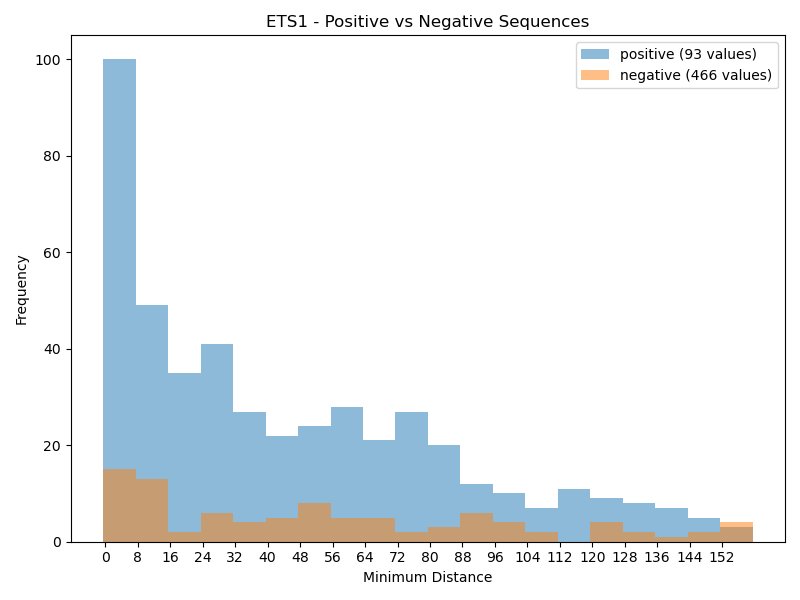 ETS1 - Positive vs Negative Sequences
positive (93 values)
negative (466 values)
Frequency
100
80
60
40
20
0
0 8 16 24 32 40 48 56 64 72 80 88 96 104 112 120 128 136 144 152
Minimum Distance